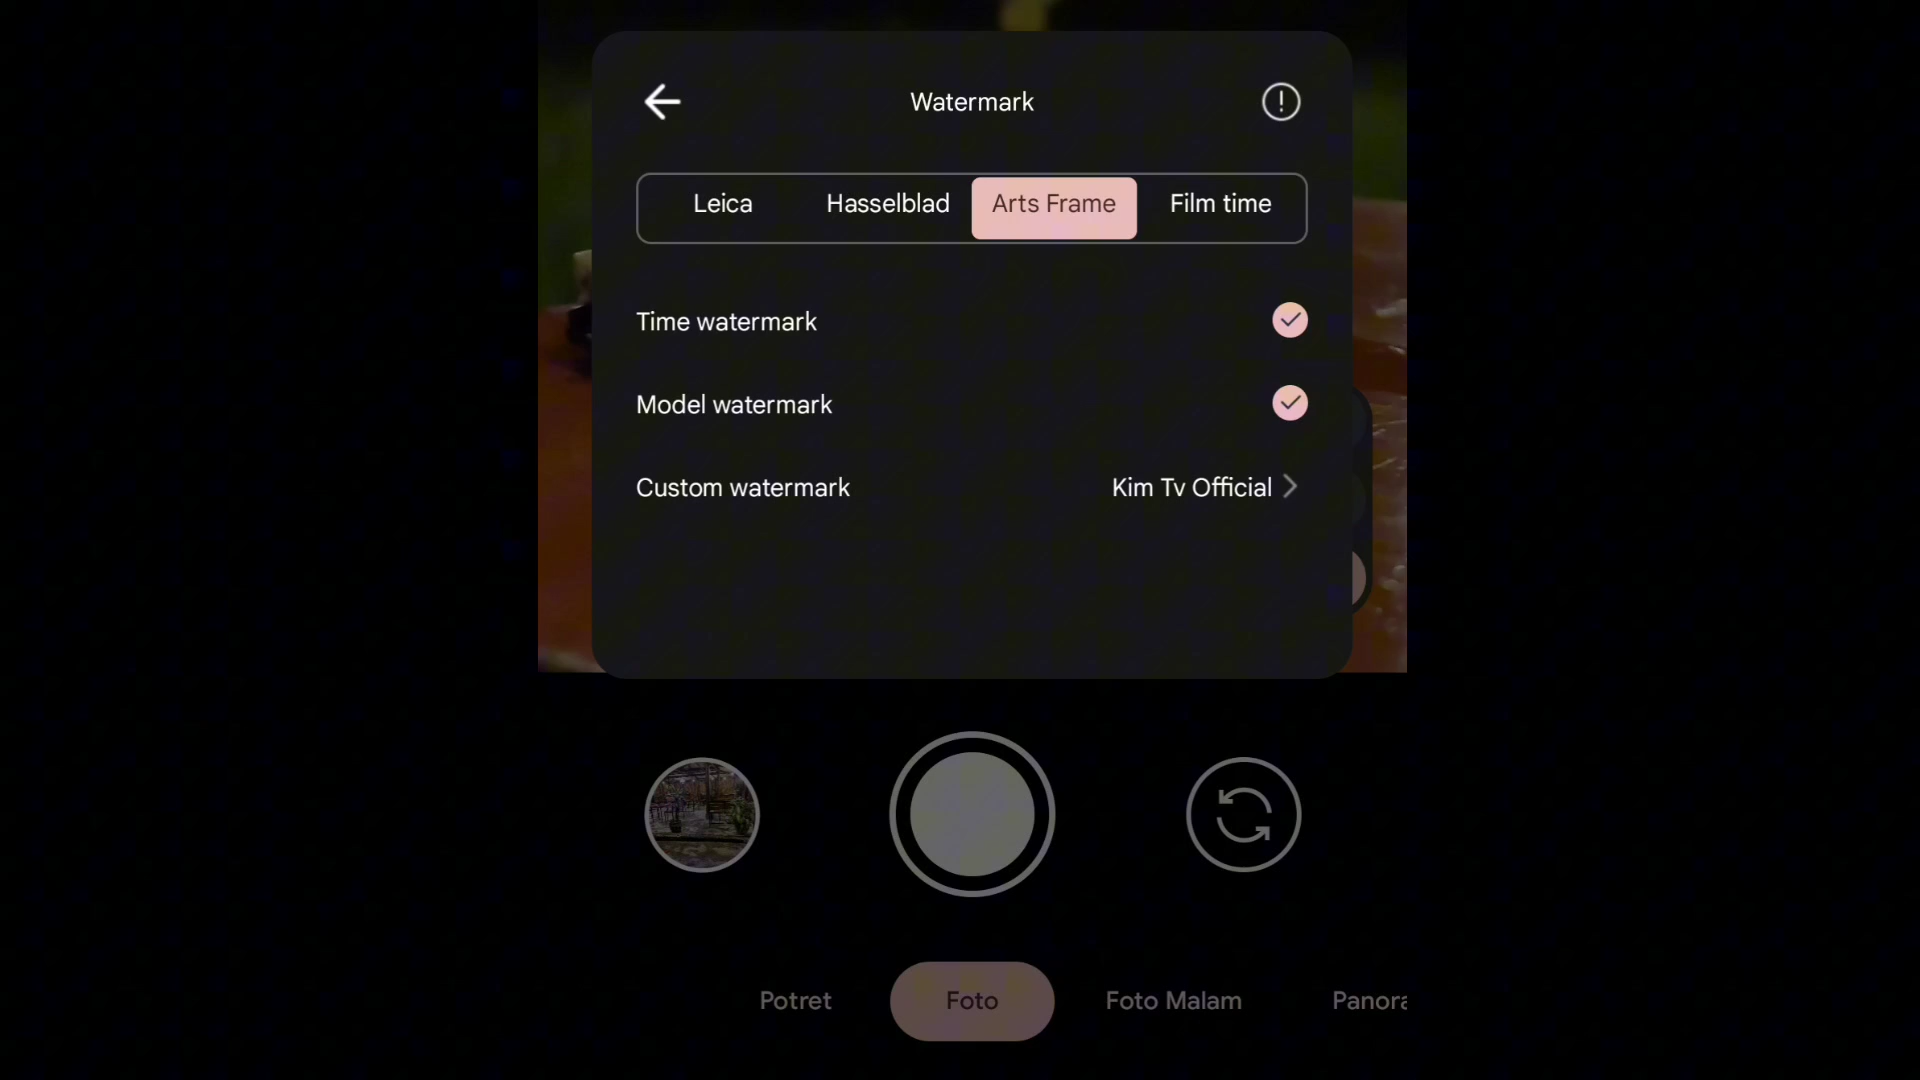 Watermark
Leica Hasselblad Arts Frame Film time
Time watermark
Model watermark
Custom watermark Kim Tv Official
Potret Foto Foto Malam Panora